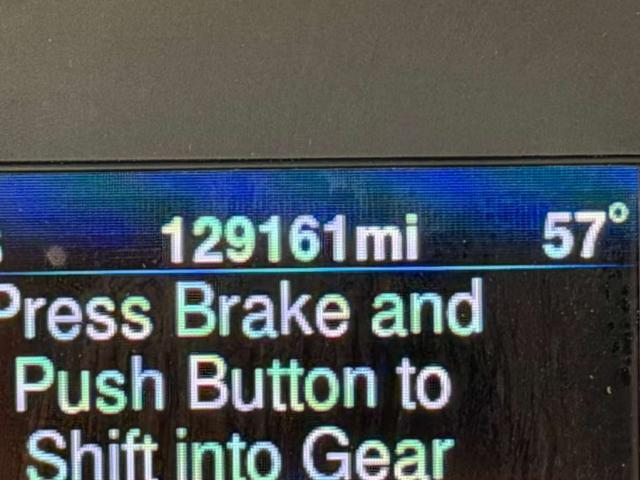 129161mi 57°
Press Brake and
Push Button to
Shift into Gear